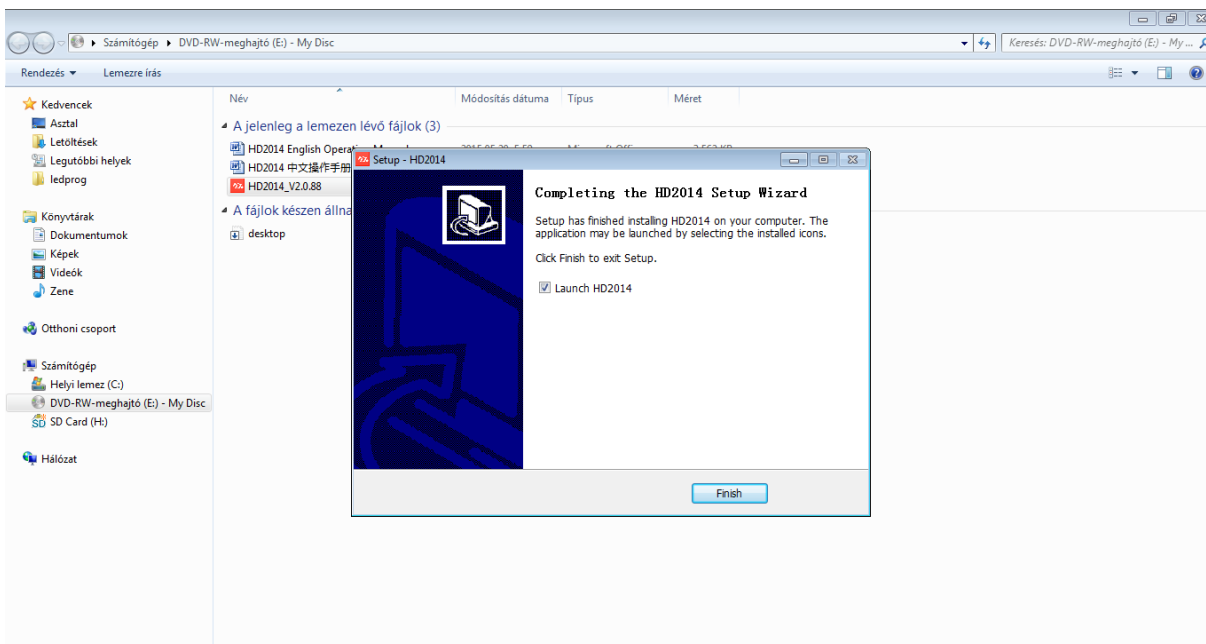 Számítógép ▸ DVD-RW-meghajtó (E:) - My Disc
Keresés: DVD-RW-meghajtó (E:) - My ...
Rendezés Lemezre írás
Név Módosítás dátuma Típus Méret
Kedvencek
Asztal
Letöltések
Legutóbbi helyek
ledprog
Könyvtárak
Dokumentumok
Képek
Videók
Zene
Otthoni csoport
Számítógép
Helyi lemez (C:)
DVD-RW-meghajtó (E:) - My Disc
SD Card (H:)
Hálózat
A jelenleg a lemezen lévő fájlok (3)
HD2014 English
HD2014 中文操作手册
HD2014_V2.0.88
A fájlok készen állna
desktop
Setup - HD2014
Completing the HD2014 Setup Wizard
Setup has finished installing HD2014 on your computer. The
application may be launched by selecting the installed icons.
Click Finish to exit Setup.
Launch HD2014
Finish